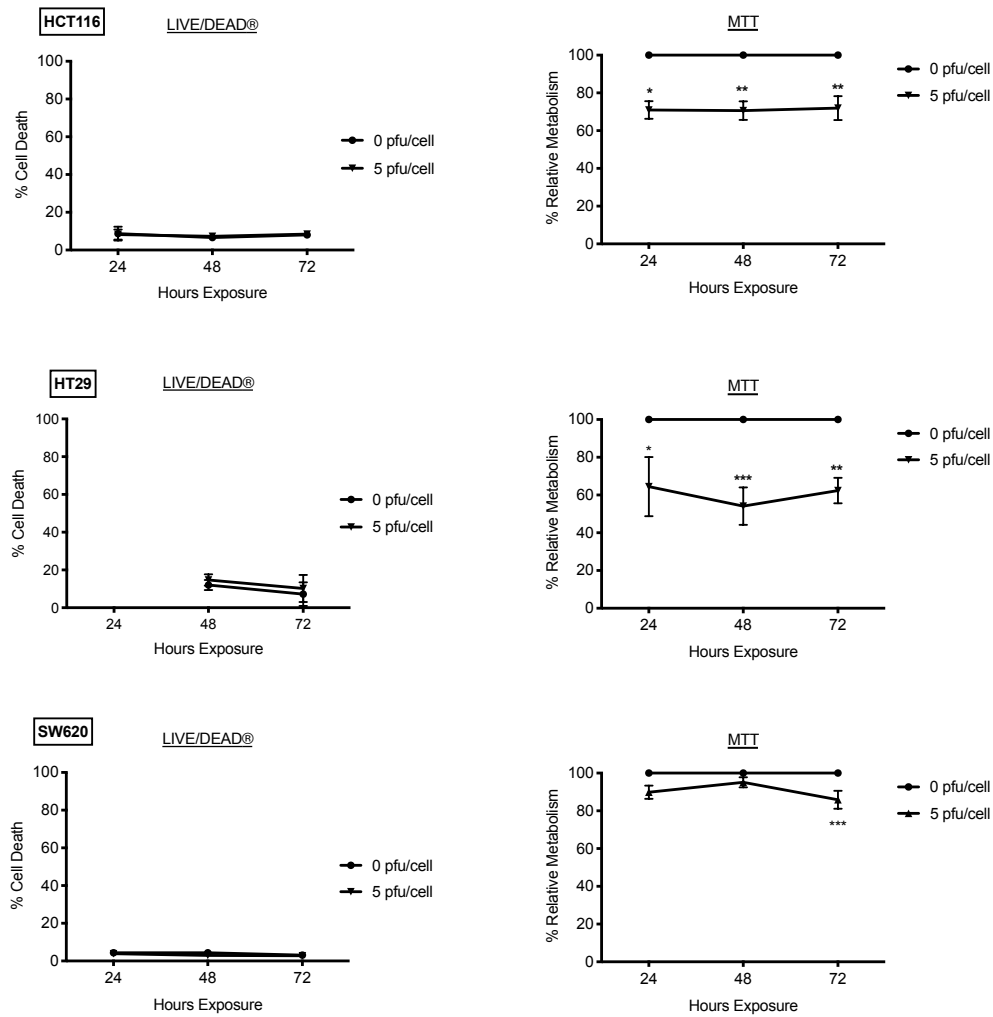 HCT116
LIVE/DEAD®
% Cell Death
100
80
60
40
20
0
24 48 72
Hours Exposure
0 pfu/cell
5 pfu/cell
MTT
% Relative Metabolism
100
80
60
40
20
0
* ** **
24 48 72
Hours Exposure
0 pfu/cell
5 pfu/cell
HT29
LIVE/DEAD®
% Cell Death
100
80
60
40
20
0
24 48 72
Hours Exposure
0 pfu/cell
5 pfu/cell
MTT
% Relative Metabolism
100
80
60
40
20
0
* *** **
24 48 72
Hours Exposure
0 pfu/cell
5 pfu/cell
SW620
LIVE/DEAD®
% Cell Death
100
80
60
40
20
0
24 48 72
Hours Exposure
0 pfu/cell
5 pfu/cell
MTT
% Relative Metabolism
100
80
60
40
20
0
***
24 48 72
Hours Exposure
0 pfu/cell
5 pfu/cell